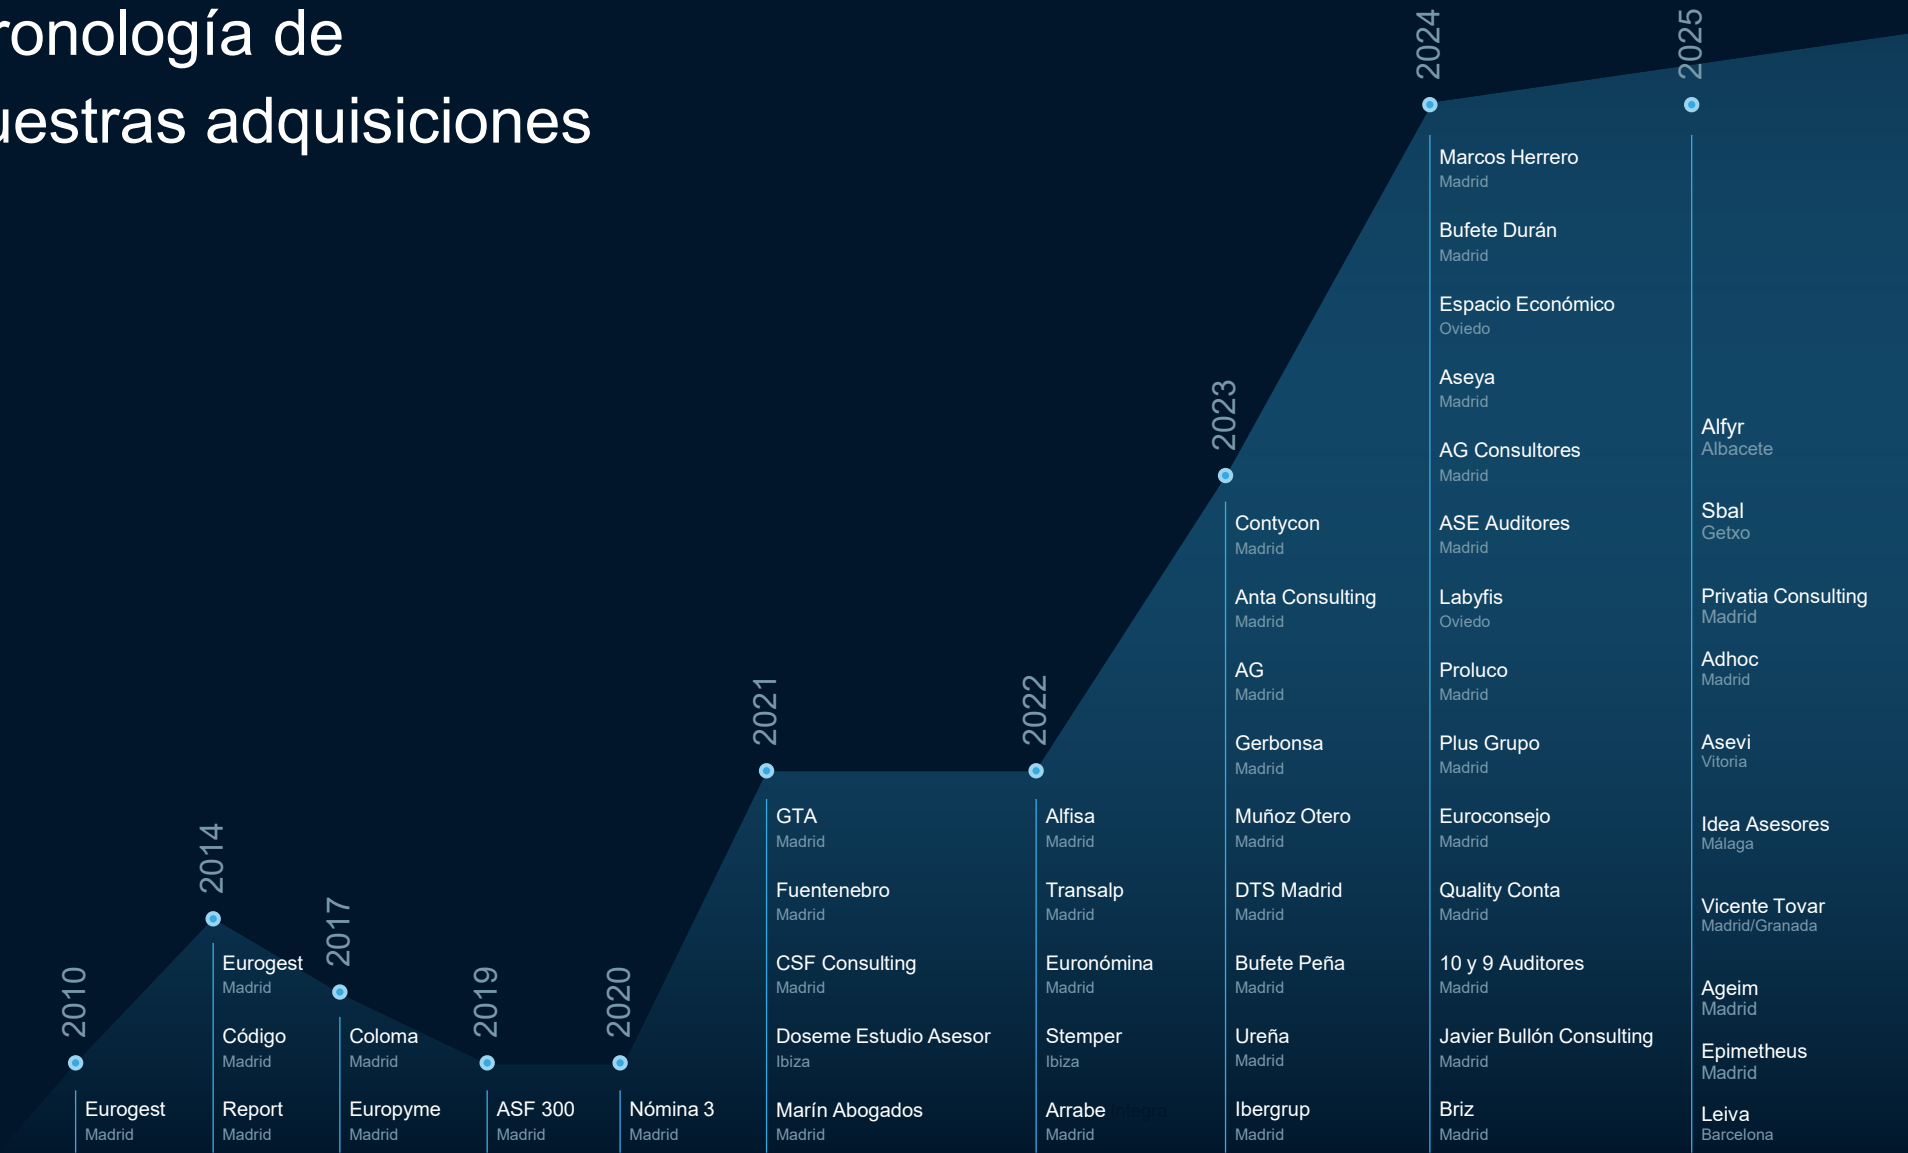 ronología de
uestras adquisiciones
2010
Eurogest
Madrid
2014
Eurogest
Madrid
Código
Madrid
Report
Madrid
2017
Coloma
Madrid
Europyme
Madrid
2019
ASF 300
Madrid
2020
Nómina 3
Madrid
2021
GTA
Madrid
Fuentenebro
Madrid
CSF Consulting
Madrid
Doseme Estudio Asesor
Ibiza
Marín Abogados
Madrid
2022
Alfisa
Madrid
Transalp
Madrid
Euronómina
Madrid
Stemper
Ibiza
Arrabe Integra
Madrid
2023
Contycon
Madrid
Anta Consulting
Madrid
AG
Madrid
Gerbonsa
Madrid
Muñoz Otero
Madrid
DTS Madrid
Madrid
Bufete Peña
Madrid
Ureña
Madrid
Ibergrup
Madrid
2024
Marcos Herrero
Madrid
Bufete Durán
Madrid
Espacio Económico
Oviedo
Aseya
Madrid
AG Consultores
Madrid
ASE Auditores
Madrid
Labyfis
Oviedo
Proluco
Madrid
Plus Grupo
Madrid
Euroconsejo
Madrid
Quality Conta
Madrid
10 y 9 Auditores
Madrid
Javier Bullón Consulting
Madrid
Briz
Madrid
2025
Alfyr
Albacete
Sbal
Getxo
Privatia Consulting
Madrid
Adhoc
Madrid
Asevi
Vitoria
Idea Asesores
Málaga
Vicente Tovar
Madrid/Granada
Ageim
Madrid
Epimetheus
Madrid
Leiva
Barcelona